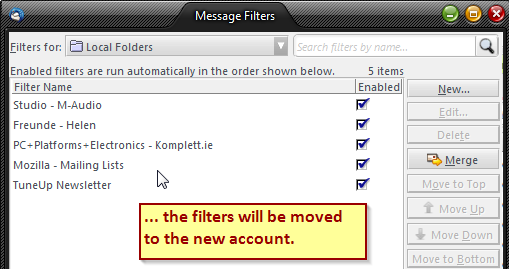 Message Filters
Filters for: Local Folders Search filters by name...
Enabled filters are run automatically in the order shown below. 5 items
Filter Name Enabled
Studio - M-Audio
Freunde - Helen
PC+Platforms+Electronics - Komplett.ie
Mozilla - Mailing Lists
TuneUp Newsletter
New...
Edit...
Delete
Merge
Move to Top
Move Up
Move Down
Move to Bottom
... the filters will be moved
to the new account.